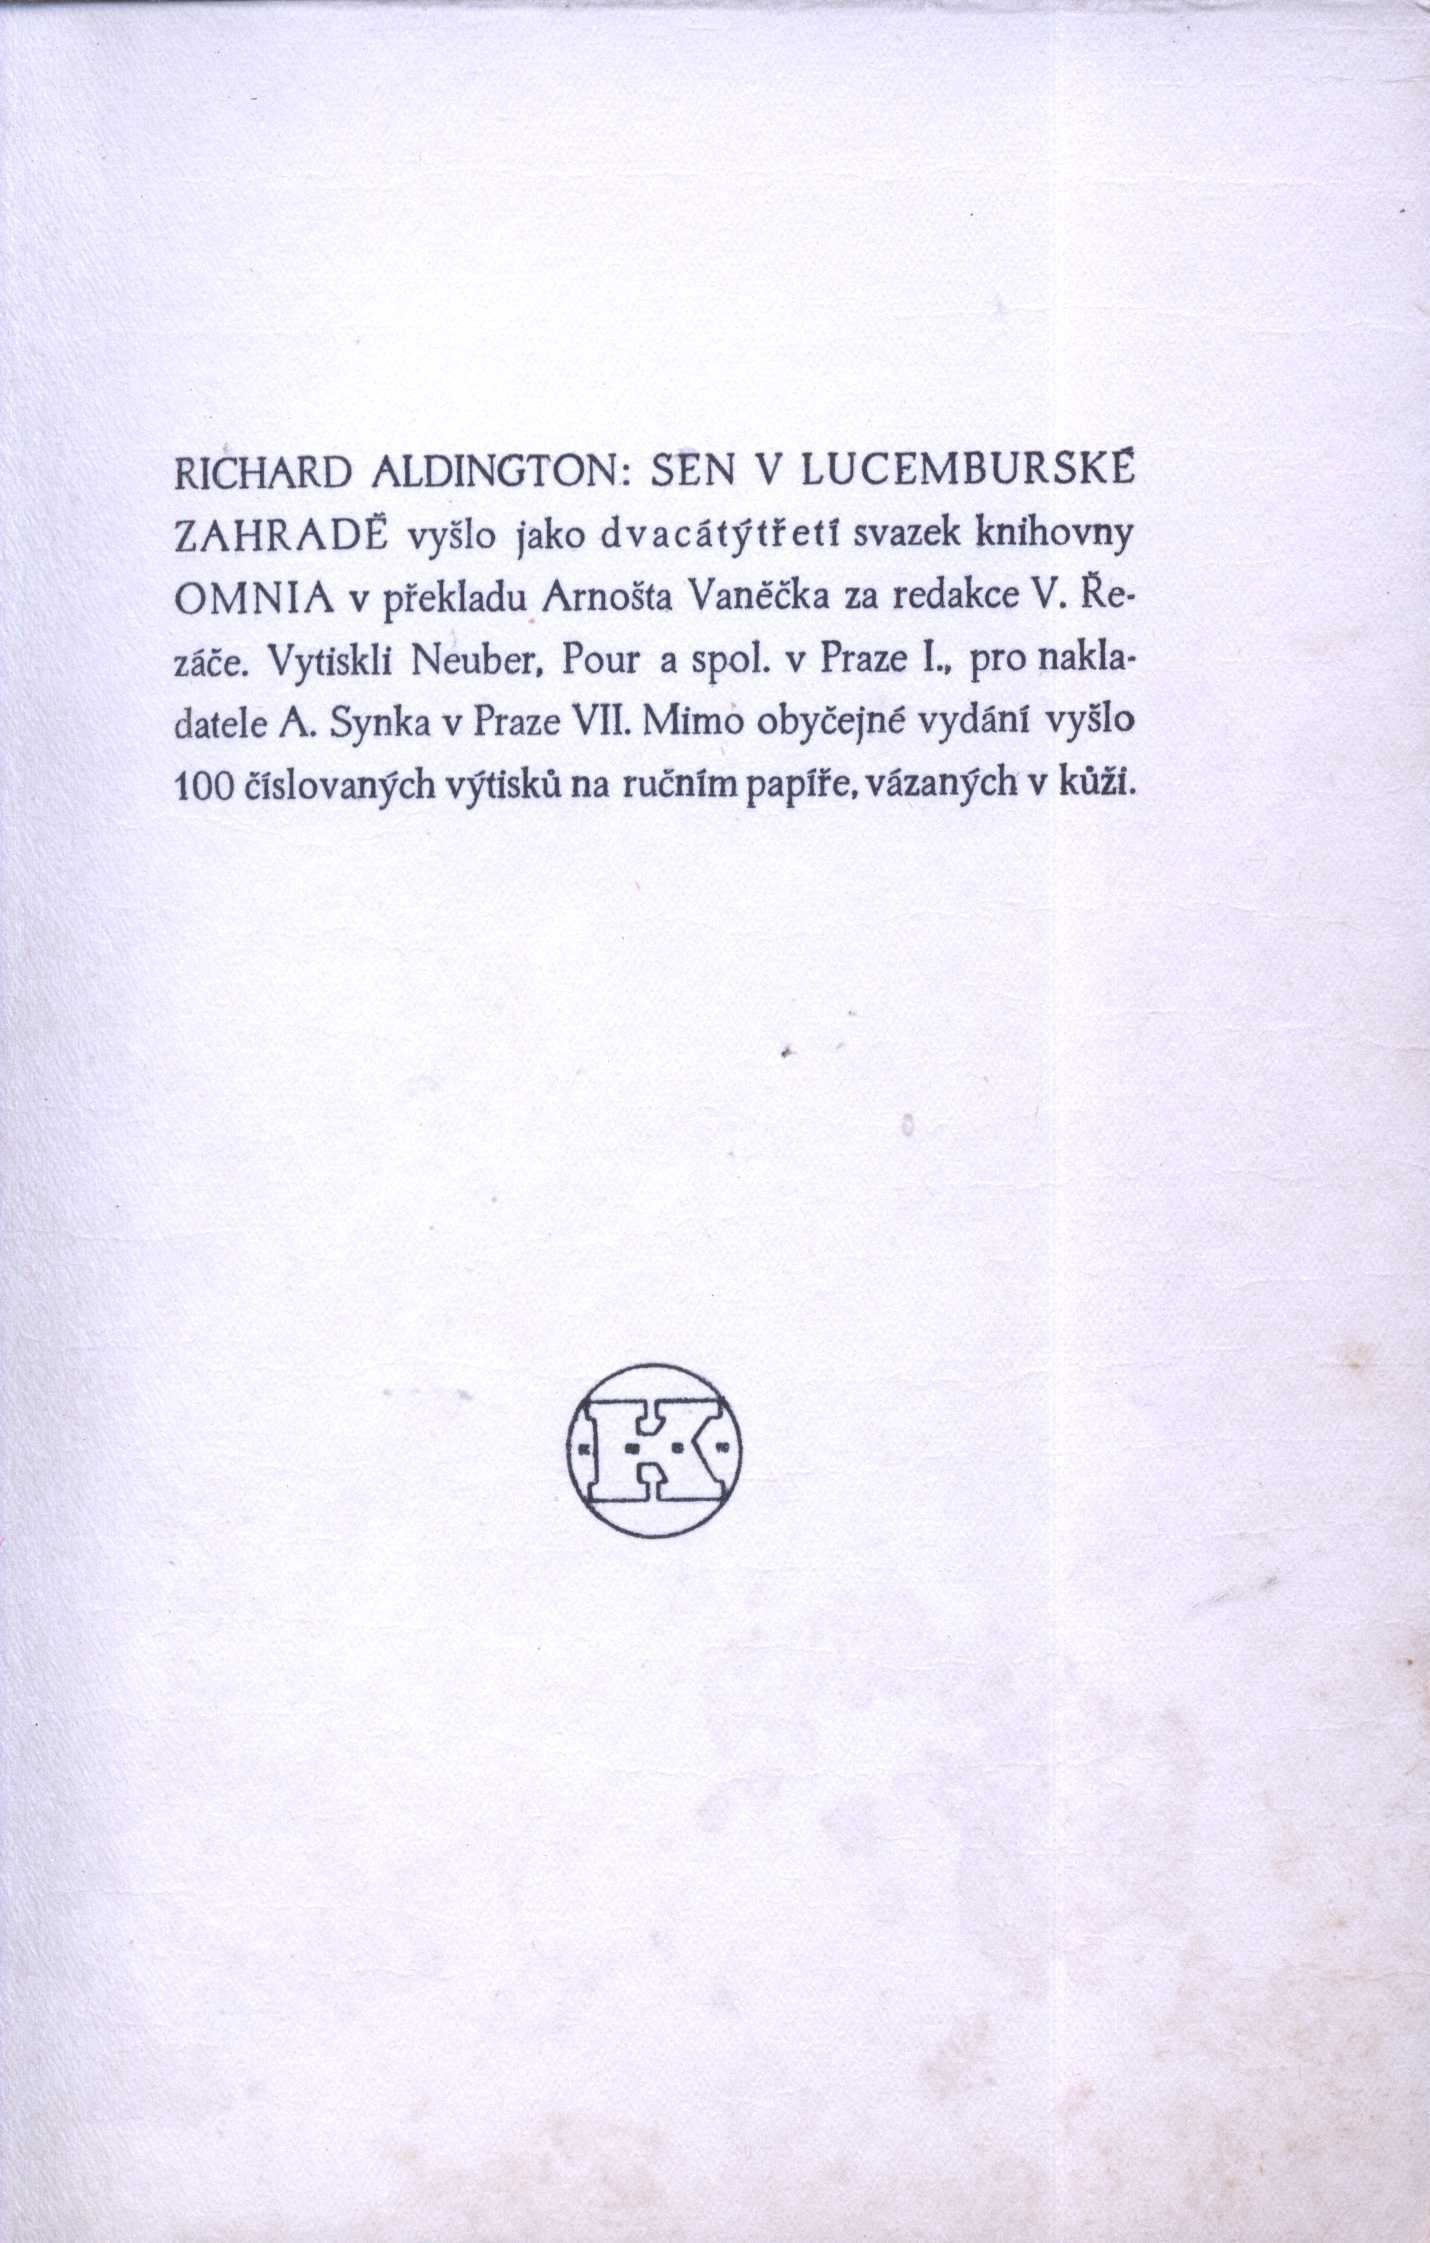 RICHARD ALDINGTON: SEN V LUCEMBURSKÉ
ZAHRADĚ vyšlo jako dvacátýtřetí svazek knihovny
OMNIA v překladu Arnošta Vaněčka za redakce V. Ře-
záče. Vytiskli Neuber, Pour a spol. v Praze I., pro nakla-
datele A. Synka v Praze VII. Mimo obyčejné vydání vyšlo
100 číslovaných výtisků na ručním papíře, vázaných v kůži.
K